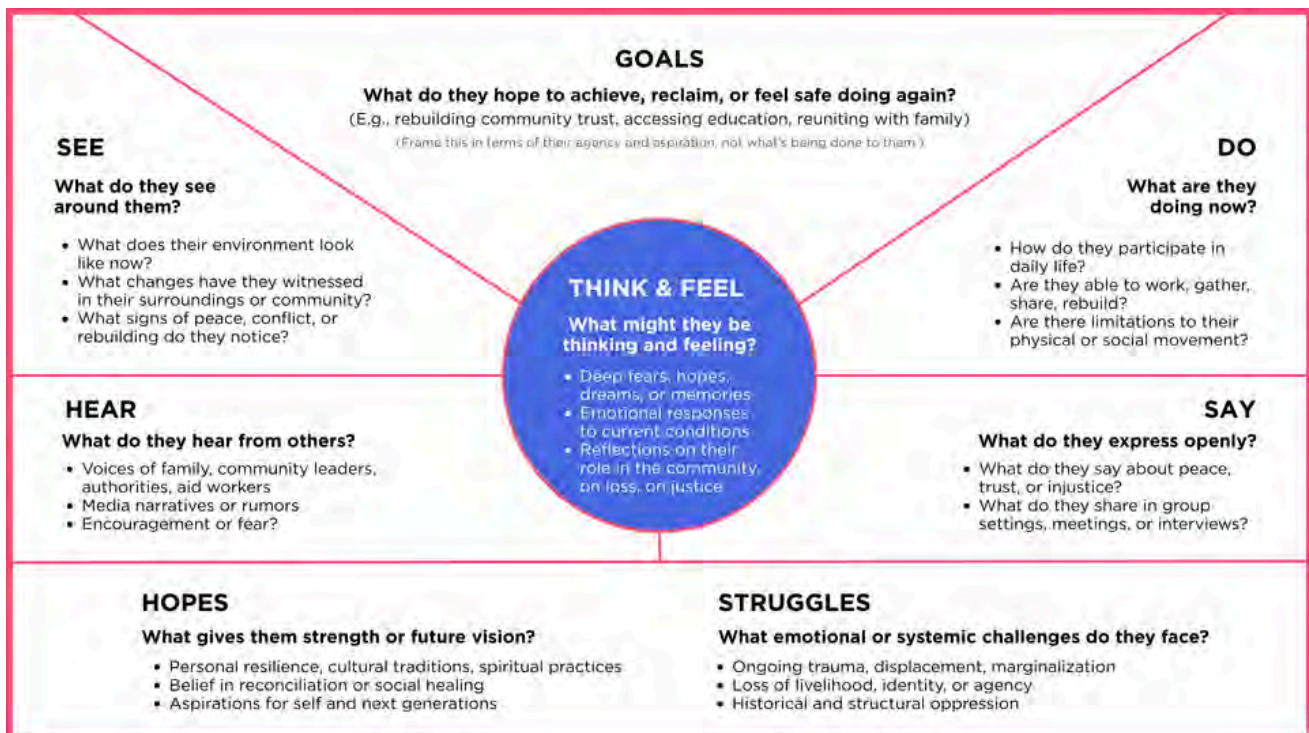 GOALS
What do they hope to achieve, reclaim, or feel safe doing again?
(E.g., rebuilding community trust, accessing education, reuniting with family)
(Frame this in terms of their agency and aspiration, not what's being done to them.)
SEE
What do they see
around them?
• What does their environment look
like now?
• What changes have they witnessed
in their surroundings or community?
• What signs of peace, conflict, or
rebuilding do they notice?
DO
What are they
doing now?
• How do they participate in
daily life?
• Are they able to work, gather,
share, rebuild?
• Are there limitations to their
physical or social movement?
THINK & FEEL
What might they be
thinking and feeling?
• Deep fears, hopes,
dreams, or memories
• Emotional responses
to current conditions
• Reflections on their
role in the community,
on loss, on justice
HEAR
What do they hear from others?
• Voices of family, community leaders,
authorities, aid workers
• Media narratives or rumors
• Encouragement or fear?
SAY
What do they express openly?
• What do they say about peace,
trust, or injustice?
• What do they share in group
settings, meetings, or interviews?
HOPES
What gives them strength or future vision?
• Personal resilience, cultural traditions, spiritual practices
• Belief in reconciliation or social healing
• Aspirations for self and next generations
STRUGGLES
What emotional or systemic challenges do they face?
• Ongoing trauma, displacement, marginalization
• Loss of livelihood, identity, or agency
• Historical and structural oppression